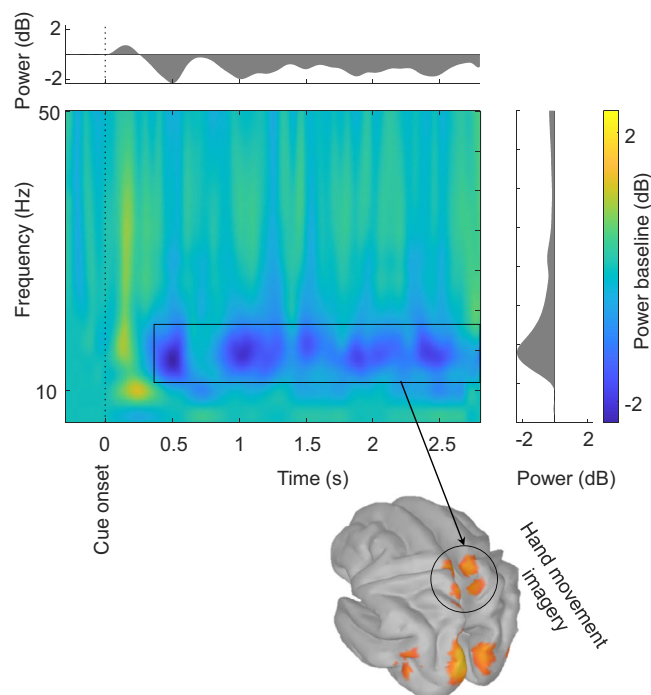 Power (dB)
2
-2
50
Frequency (Hz)
10
0
0.5
1
1.5
2
2.5
Time (s)
Cue onset
-2
2
Power (dB)
2
-2
Power baseline (dB)
Hand movement
imagery